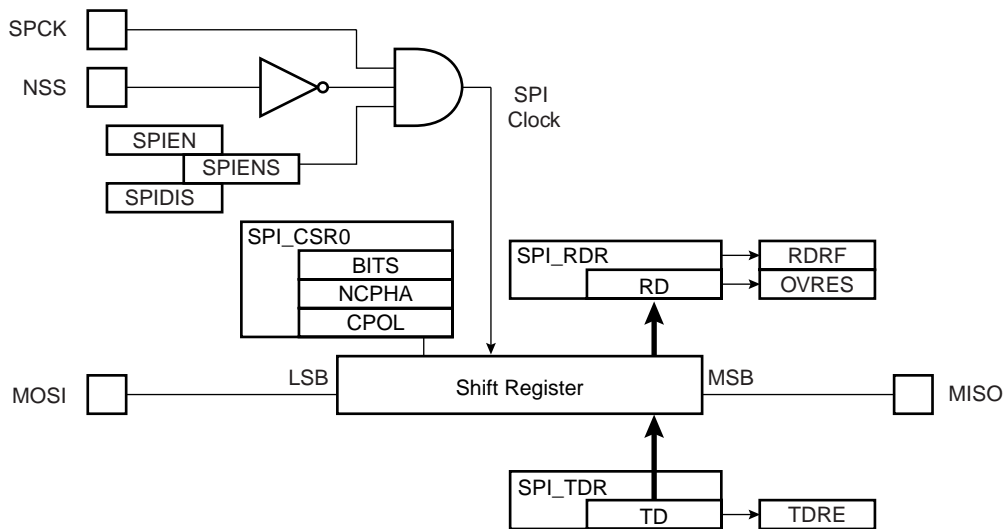 SPCK
NSS
SPI
Clock
SPIEN
SPIENS
SPIDIS
SPI_CSR0
BITS
NCPHA
CPOL
SPI_RDR
RD
RDRF
OVRES
MOSI
LSB
Shift Register
MSB
MISO
SPI_TDR
TD
TDRE